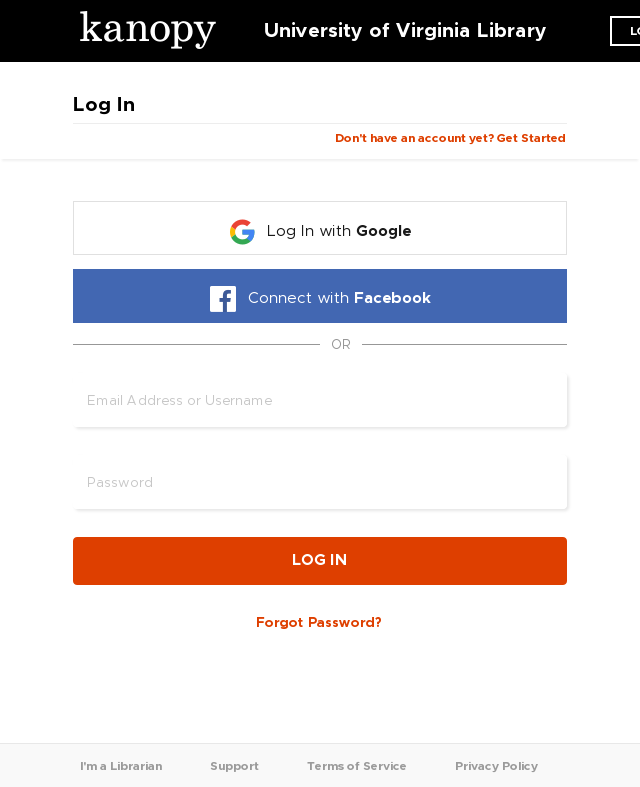 kanopy
University of Virginia Library
Log In
Don't have an account yet? Get Started
Log In with Google
Connect with Facebook
OR
Email Address or Username
Password
LOG IN
Forgot Password?
I'm a Librarian
Support
Terms of Service
Privacy Policy